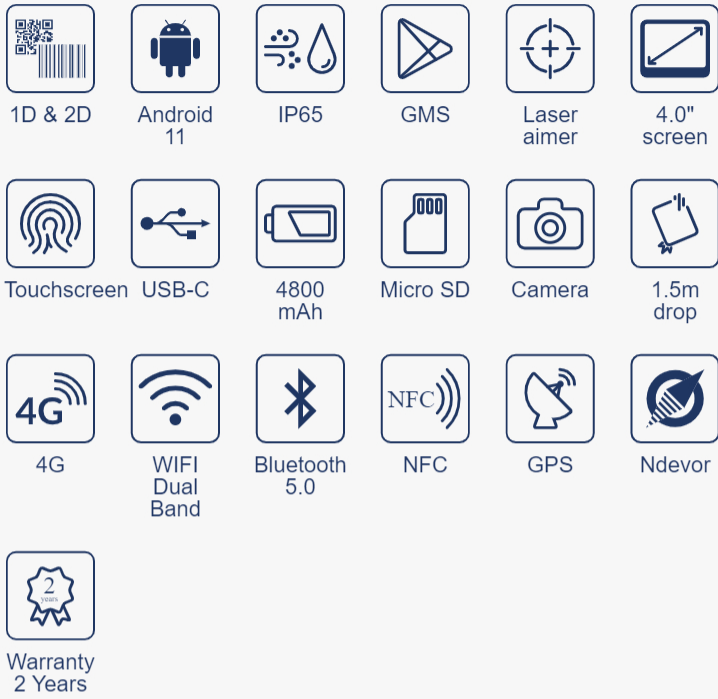 1D & 2D
Android
11
IP65
GMS
Laser
aimer
4.0"
screen
Touchscreen
USB-C
4800
mAh
Micro SD
Camera
1.5m
drop
4G
4G
WIFI
Dual
Band
Bluetooth
5.0
NFC
NFC
GPS
Ndevor
2
years
Warranty
2 Years